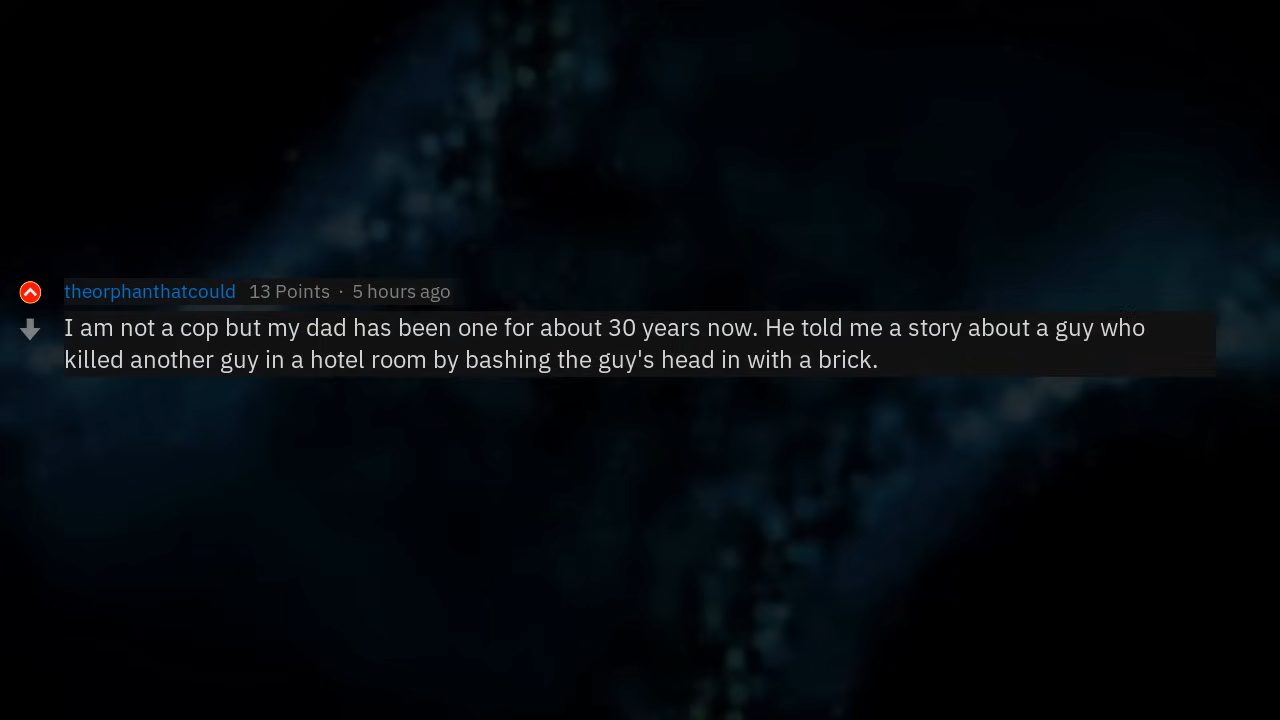 theorphanthatcould 13 Points · 5 hours ago
I am not a cop but my dad has been one for about 30 years now. He told me a story about a guy who
killed another guy in a hotel room by bashing the guy's head in with a brick.